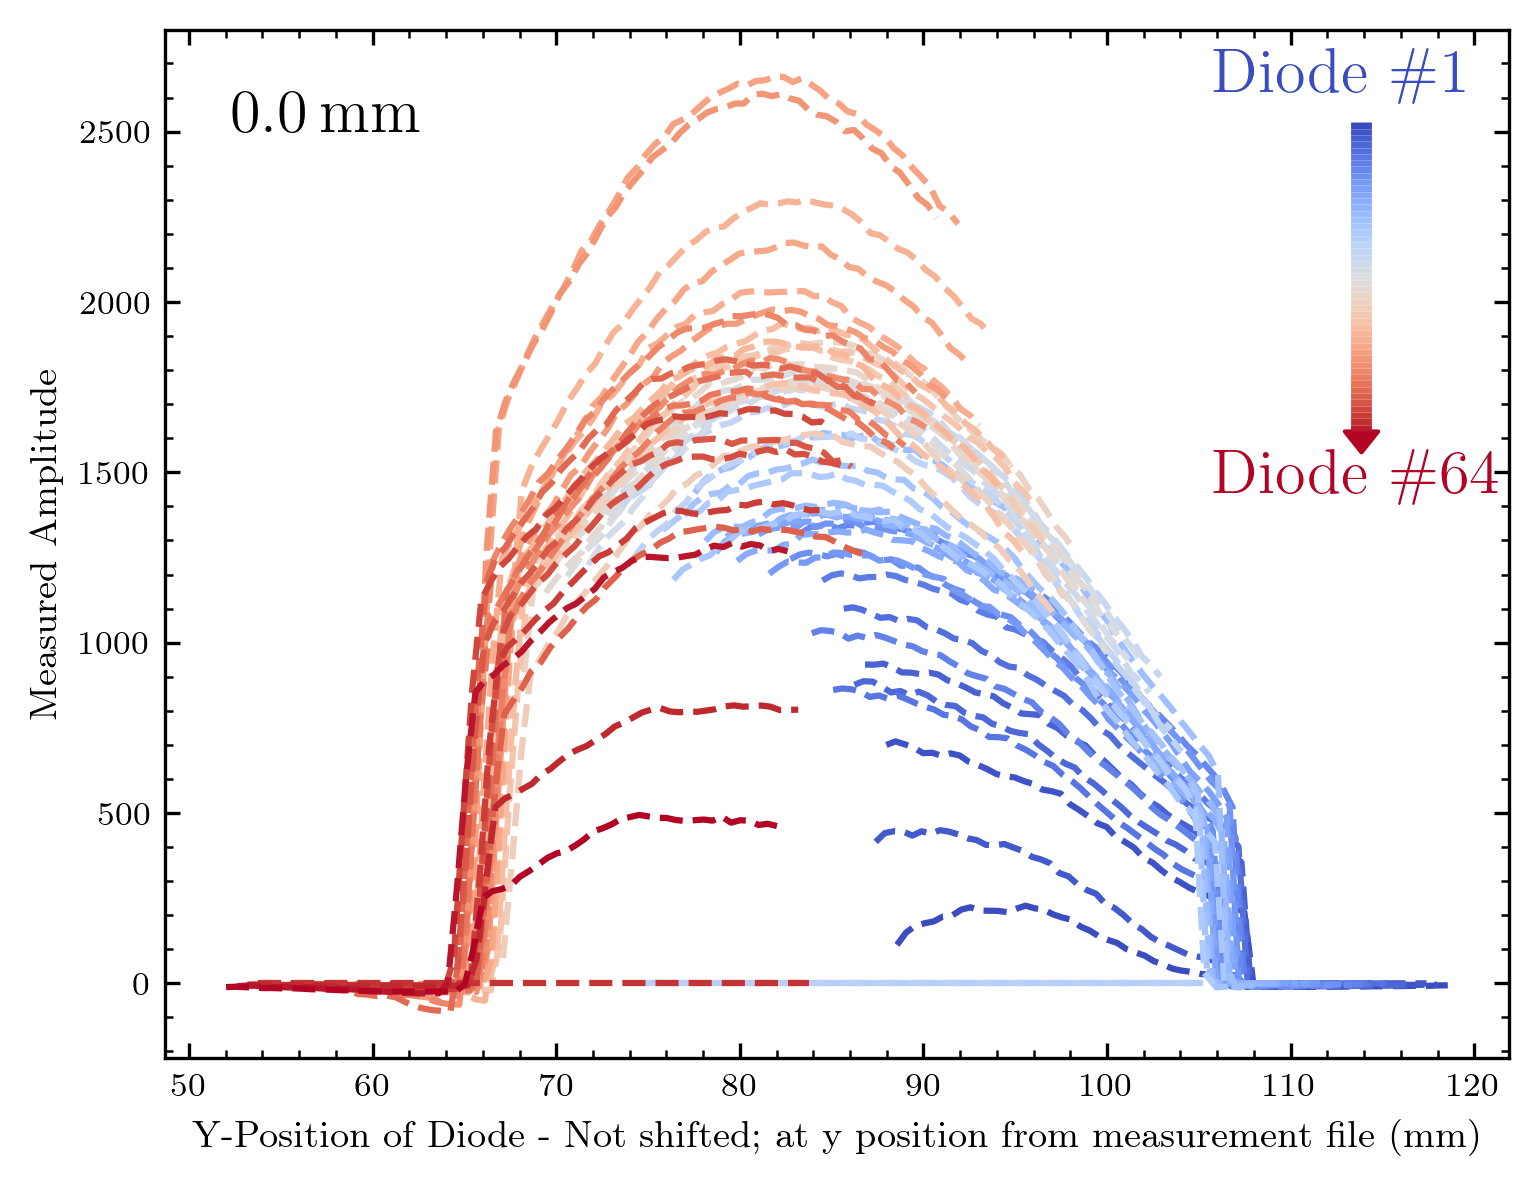 0.0 mm
Diode #1
Diode #64
Measured Amplitude
2500
2000
1500
1000
500
0
50 60 70 80 90 100 110 120
Y-Position of Diode - Not shifted; at y position from measurement file (mm)